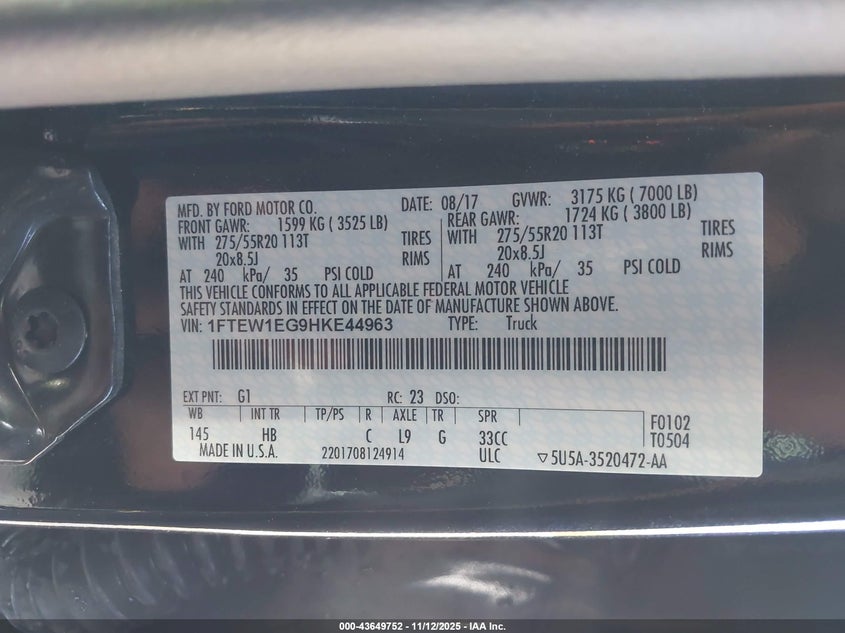 MFD. BY FORD MOTOR CO. DATE: 08/17 GVWR: 3175 KG ( 7000 LB)
FRONT GAWR: 1599 KG ( 3525 LB) REAR GAWR: 1724 KG ( 3800 LB)
WITH 275/55R20 113T TIRES WITH 275/55R20 113T TIRES
20x8.5J RIMS 20x8.5J RIMS
AT 240 kPa/ 35 PSI COLD AT 240 kPa/ 35 PSI COLD
THIS VEHICLE CONFORMS TO ALL APPLICABLE FEDERAL MOTOR VEHICLE
SAFETY STANDARDS IN EFFECT ON THE DATE OF MANUFACTURE SHOWN ABOVE.
VIN: 1FTEW1EG9HKE44963 TYPE: Truck
EXT PNT: G1 RC: 23 DSO:
WB INT TR TP/PS R AXLE TR SPR F0102
145 HB C L9 G 33CC T0504
MADE IN U.S.A. 2201708124914 ULC ▽5U5A-3520472-AA
000-43649752 - 11/12/2025 - IAA Inc.